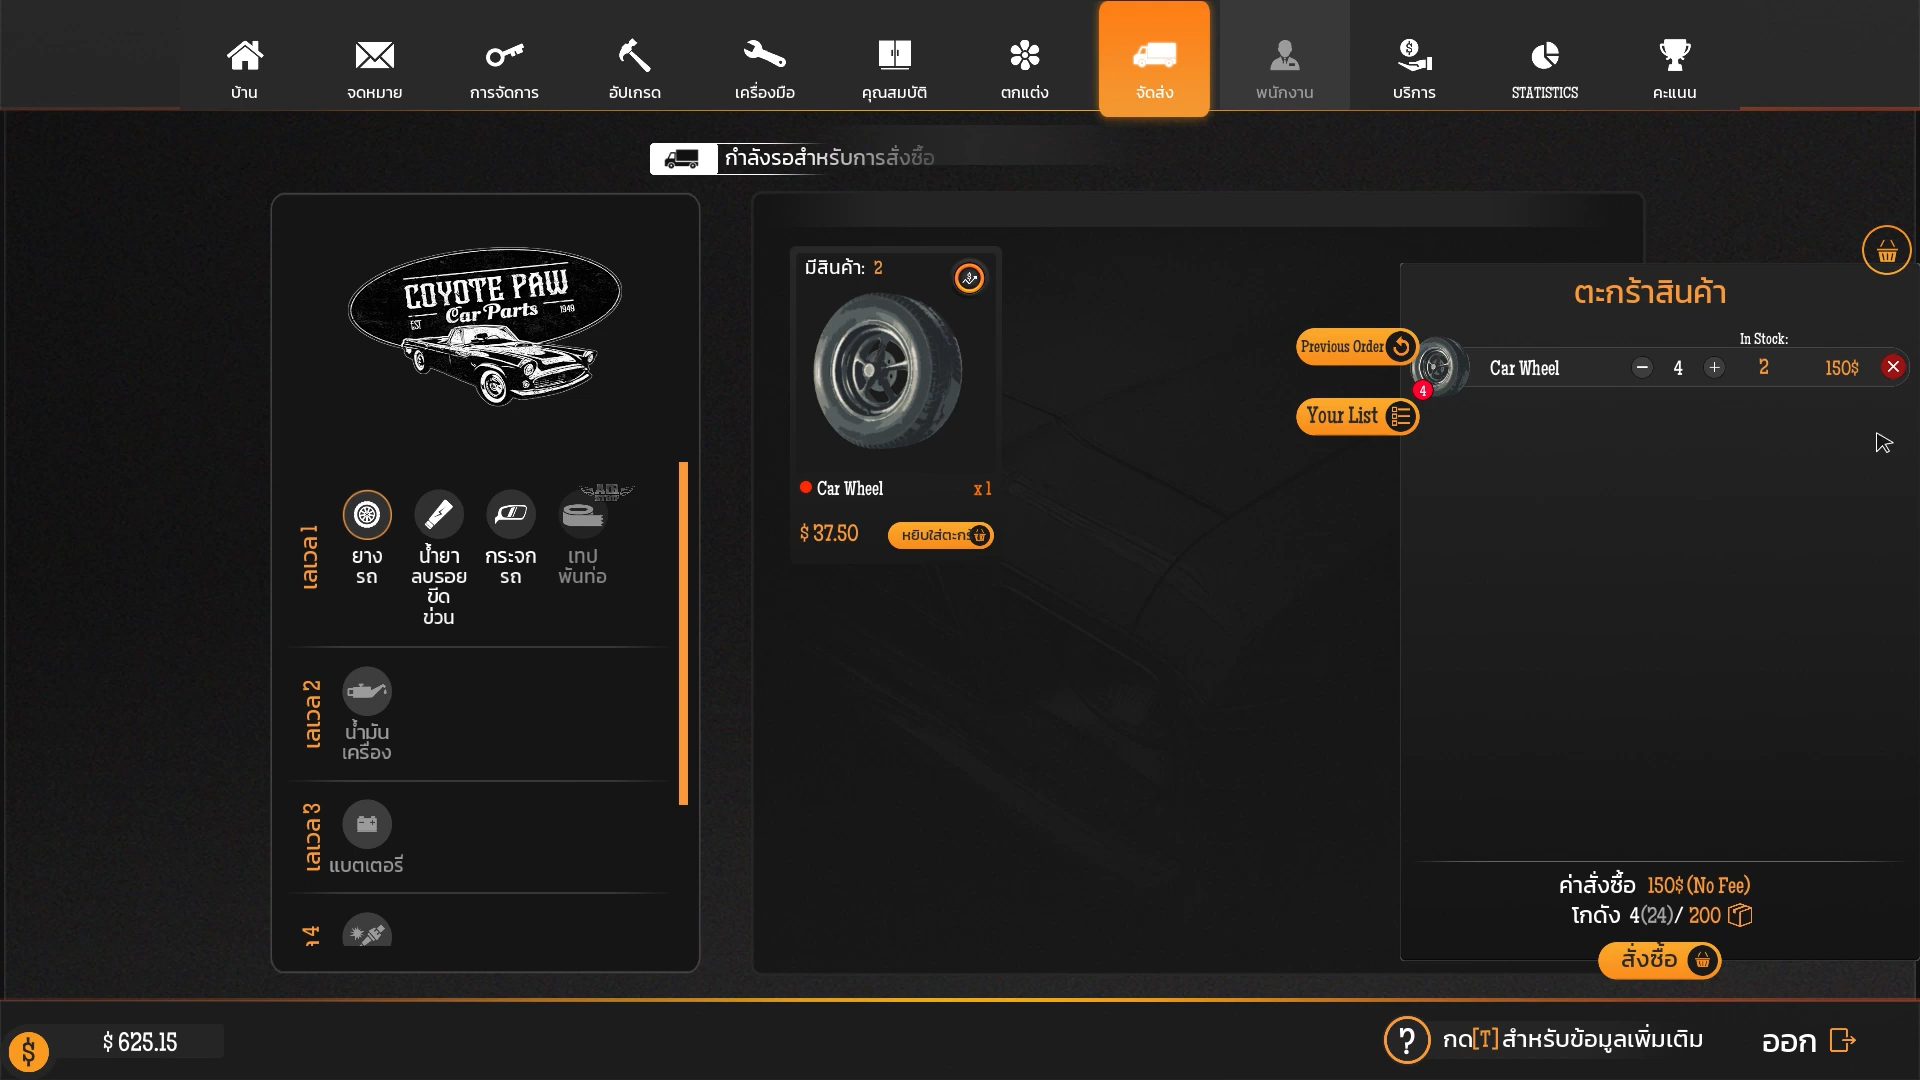 บ้าน
จดหมาย
การจัดการ
อัปเกรด
เครื่องมือ
คุณสมบัติ
ตกแต่ง
จัดส่ง
พนักงาน
บริการ
STATISTICS
คะแนน
กำลังรอสำหรับการสั่งซื้อ
COYOTE PAW
Car Parts
EST 1949
เลเวล 1
ยาง
รถ
น้ำยา
ลบรอย
ขีด
ข่วน
กระจก
รถ
เทป
พันท่อ
เลเวล 2
น้ำมัน
เครื่อง
เลเวล 3
แบตเตอรี่
4
มีสินค้า: 2
Car Wheel x 1
$ 37.50
หยิบใส่ตะกร้
ตะกร้าสินค้า
In Stock:
Previous Order
Car Wheel 4 2 150$
4
Your List
ค่าสั่งซื้อ 150$ (No Fee)
โกดัง 4(24)/ 200
สั่งซื้อ
$ 625.15
กด[T]สำหรับข้อมูลเพิ่มเติม
ออก